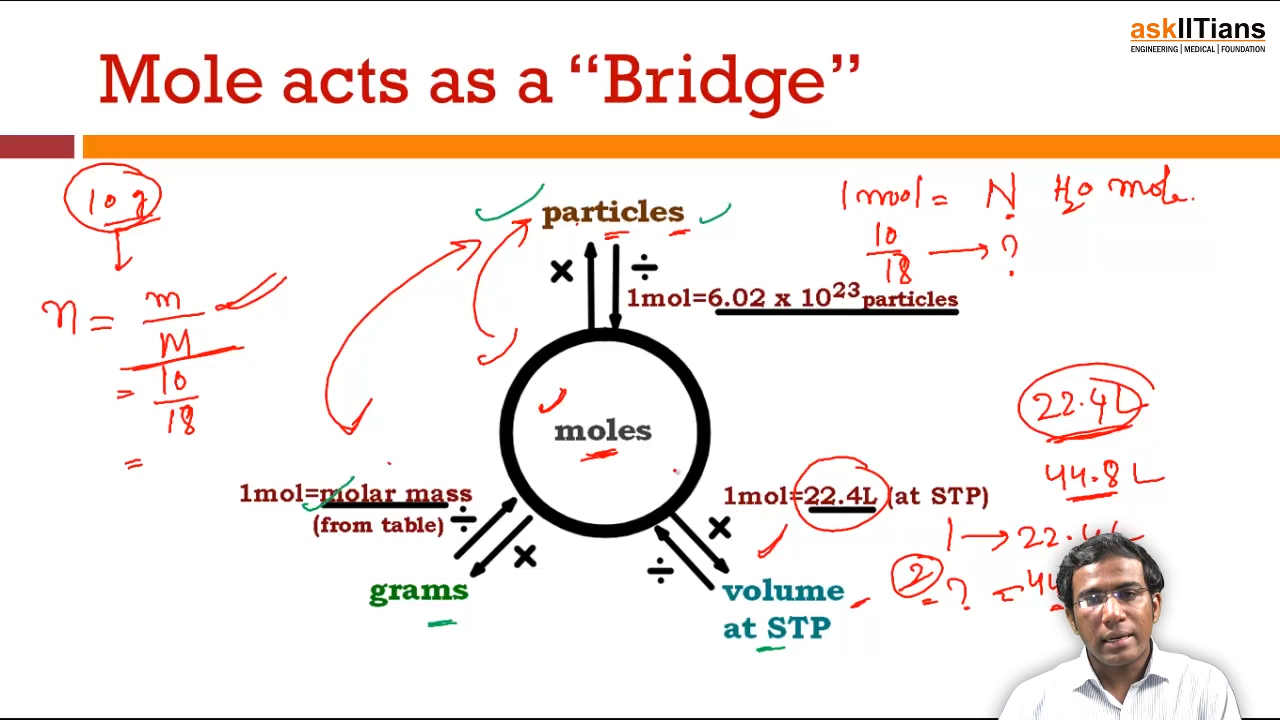 askIITians
ENGINEERING | MEDICAL | FOUNDATION
Mole acts as a “Bridge”
10 g
n = m
M
= 10
18
=
particles
× ÷
1mol=6.02 x 10²³ particles
1mol = N H₂O mole.
10
18 → ?
moles
1mol=molar mass
(from table)
÷ ×
grams
1mol=22.4L (at STP)
× ÷
volume
at STP
22.4L
44.8 L
1 → 22.4L
2 ? 44